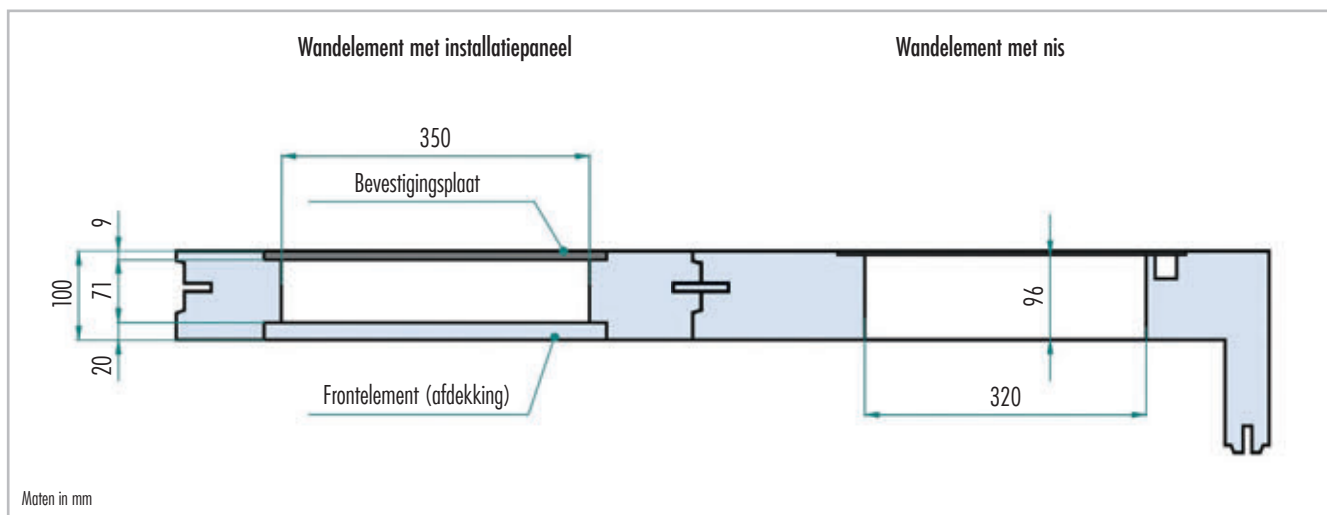 Wandelement met installatiepaneel
Wandelement met nis
350
Bevestigingsplaat
9
100
71
96
20
Frontelement (afdekking)
320
Maten in mm